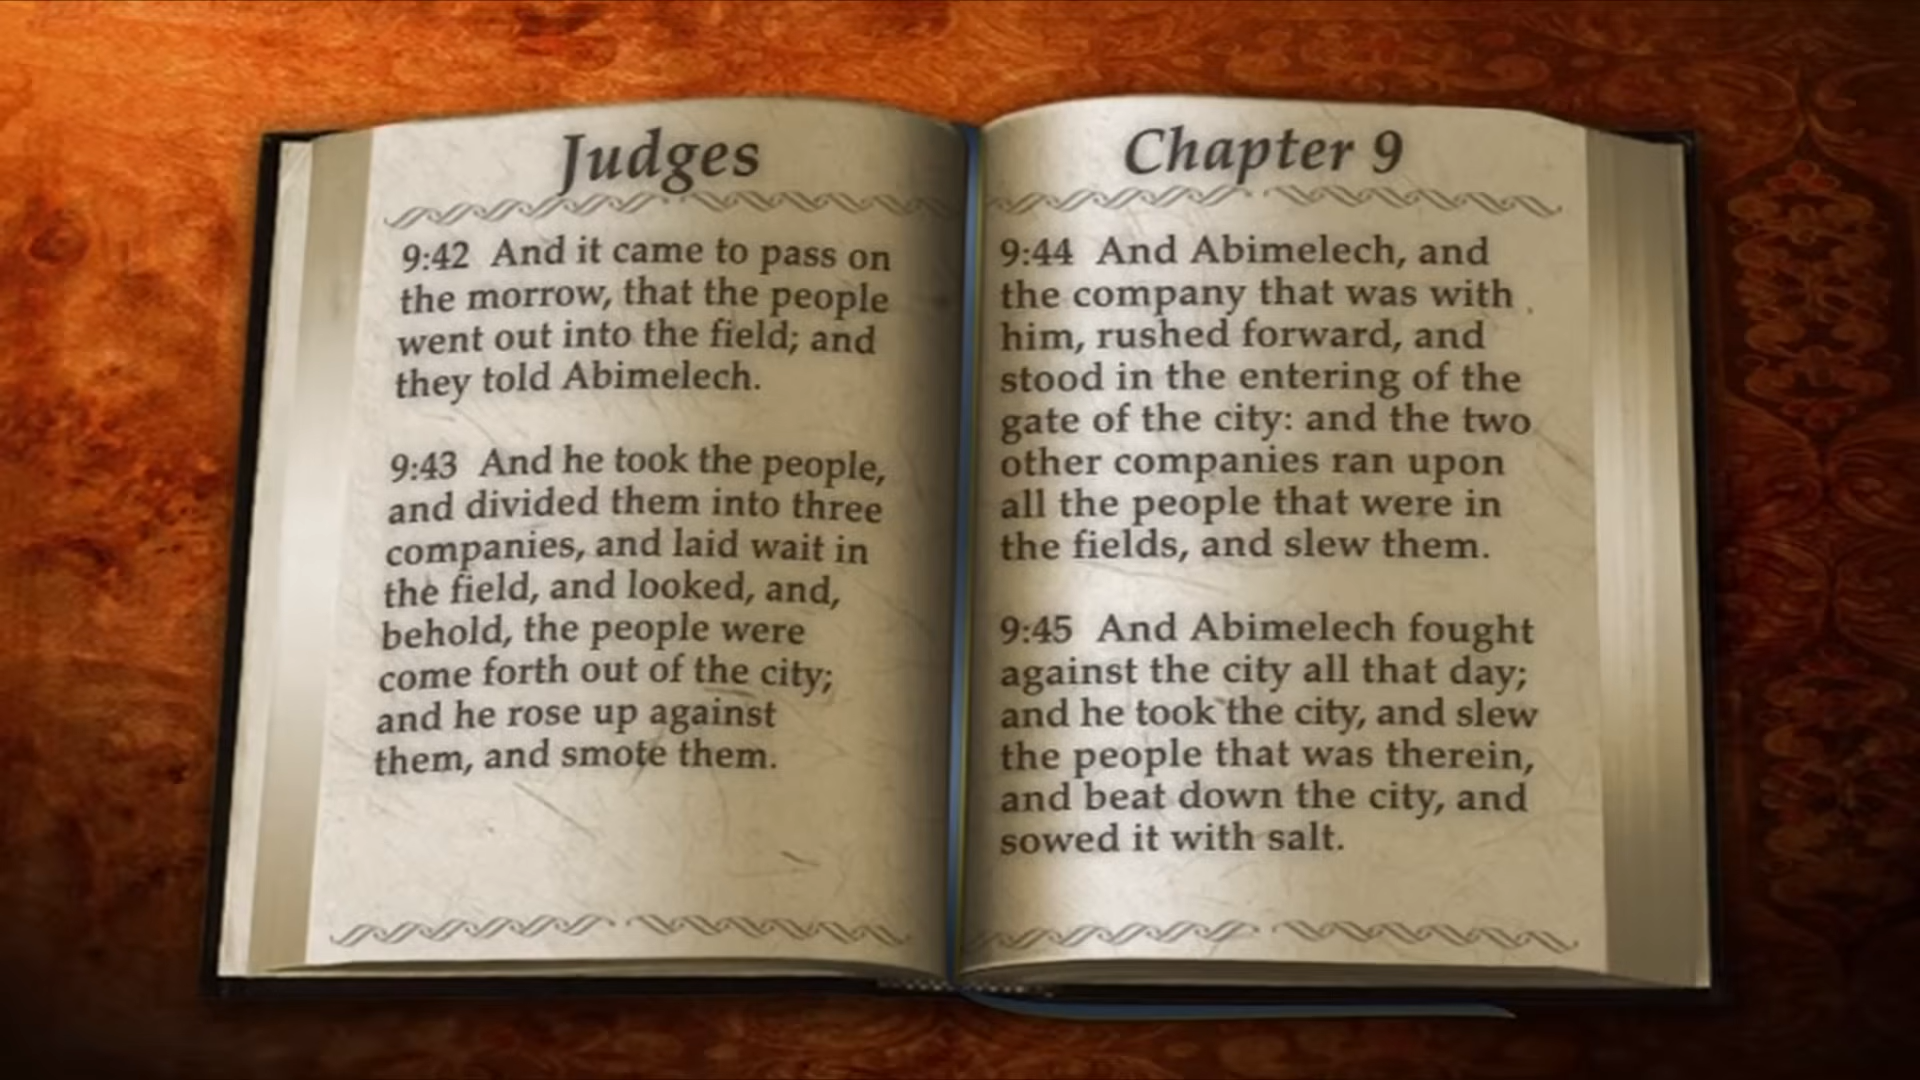 Judges
9:42 And it came to pass on
the morrow, that the people
went out into the field; and
they told Abimelech.
9:43 And he took the people,
and divided them into three
companies, and laid wait in
the field, and looked, and,
behold, the people were
come forth out of the city;
and he rose up against
them, and smote them.
Chapter 9
9:44 And Abimelech, and
the company that was with
him, rushed forward, and
stood in the entering of the
gate of the city: and the two
other companies ran upon
all the people that were in
the fields, and slew them.
9:45 And Abimelech fought
against the city all that day;
and he took the city, and slew
the people that was therein,
and beat down the city, and
sowed it with salt.